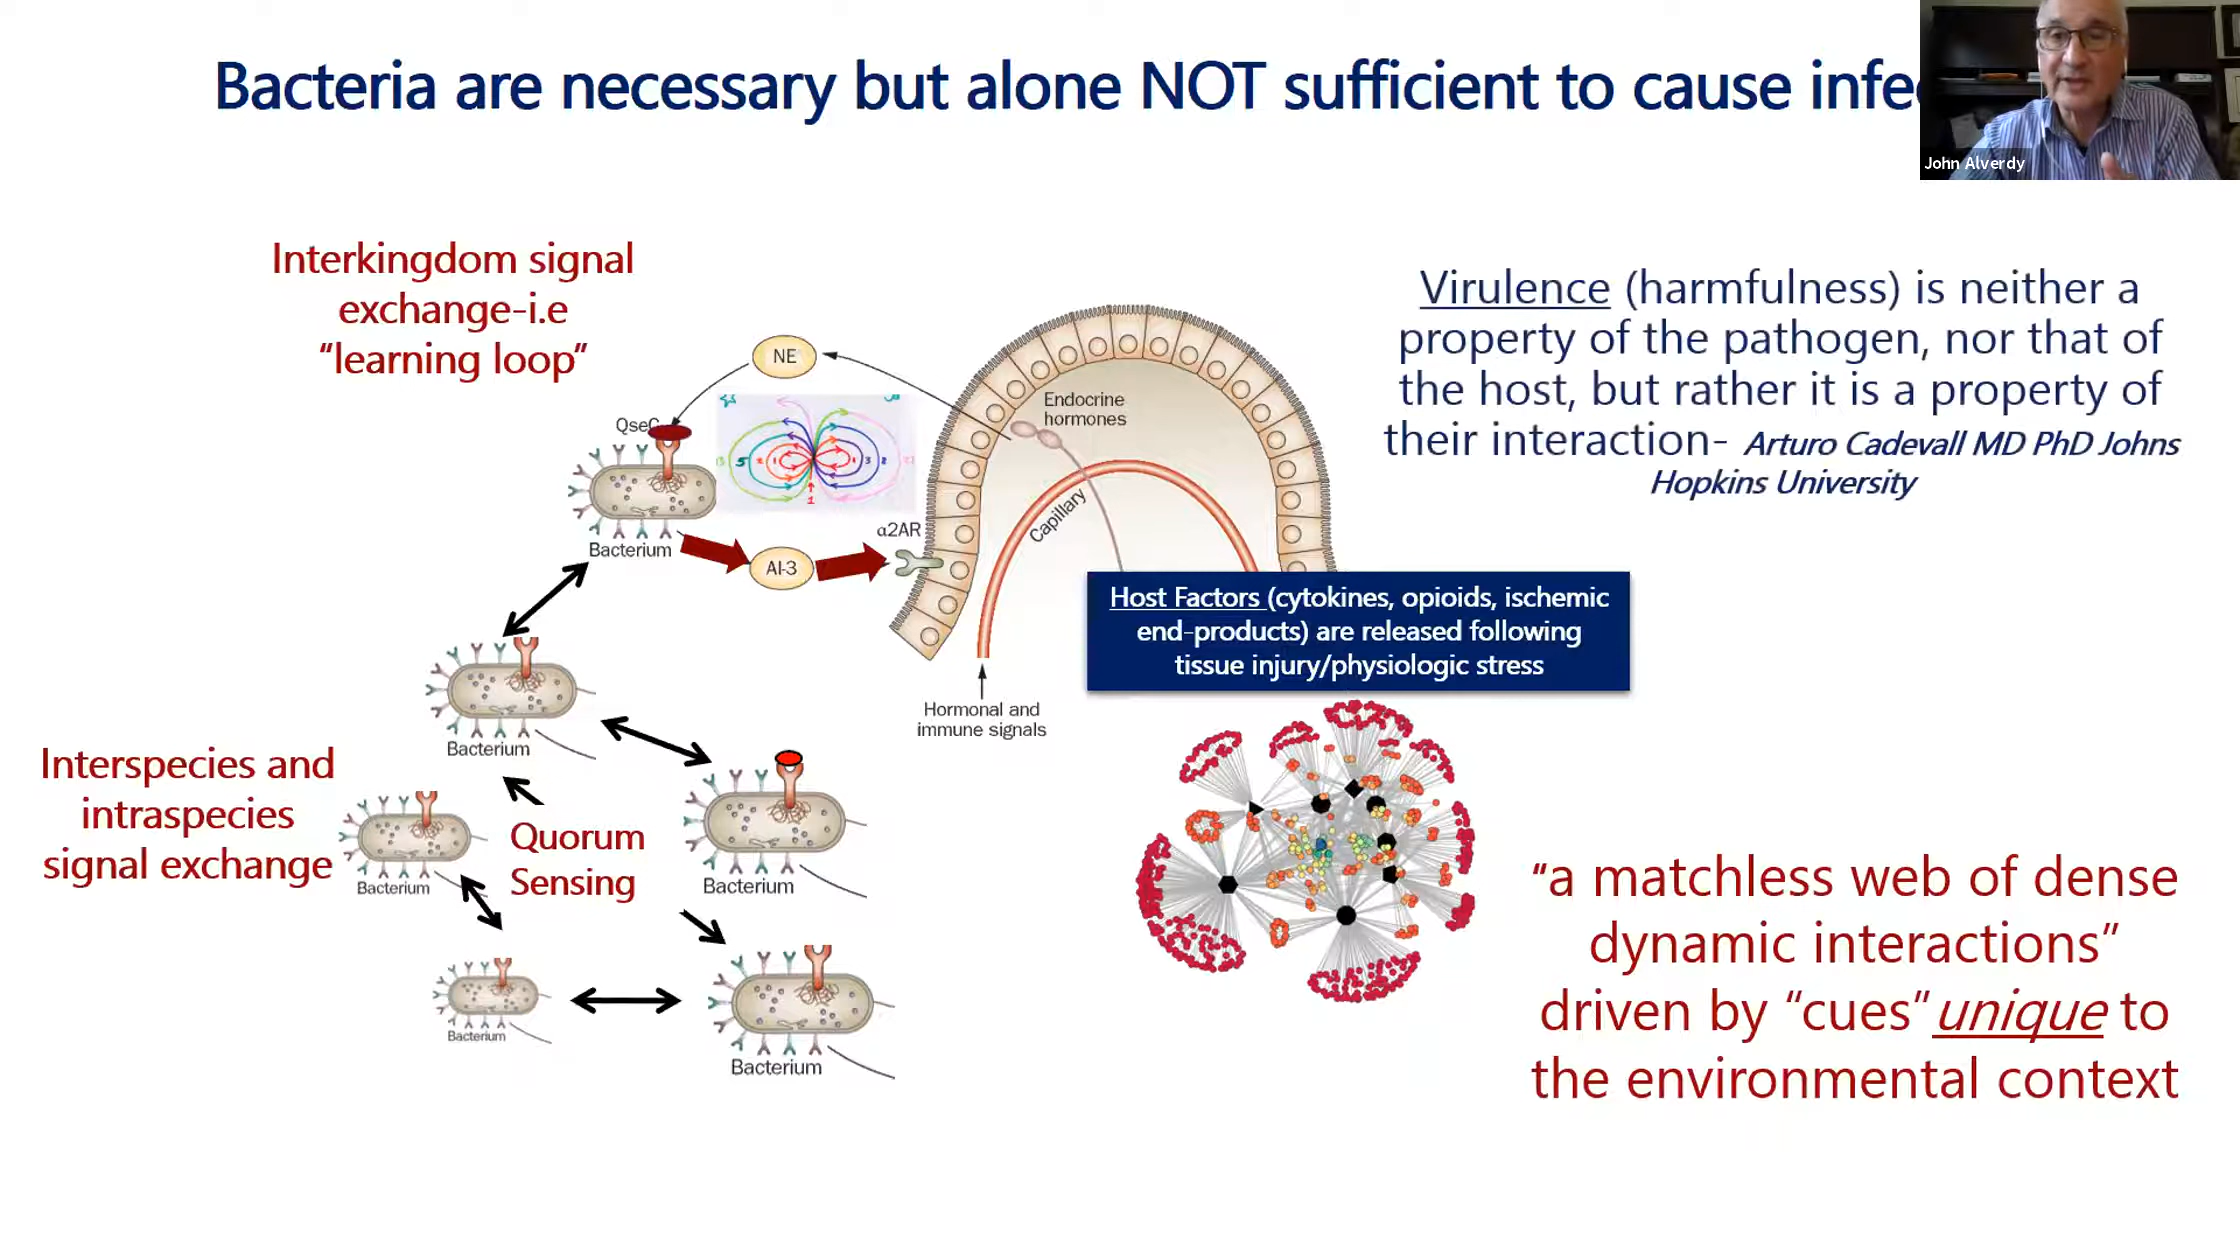 Bacteria are necessary but alone NOT sufficient to cause
John Alverdy
Interkingdom signal
exchange-i.e
“learning loop”
NE
QseC
Bacterium
AI-3
α2AR
Endocrine
hormones
Capillary
Hormonal and
immune signals
Virulence (harmfulness) is neither a
property of the pathogen, nor that of
the host, but rather it is a property of
their interaction- Arturo Cadevall MD PhD Johns
Hopkins University
Host Factors (cytokines, opioids, ischemic
end-products) are released following
tissue injury/physiologic stress
Bacterium
Interspecies and
intraspecies
signal exchange
Bacterium
Quorum
Sensing
Bacterium
Bacterium
Bacterium
“a matchless web of dense
dynamic interactions”
driven by “cues” unique to
the environmental context